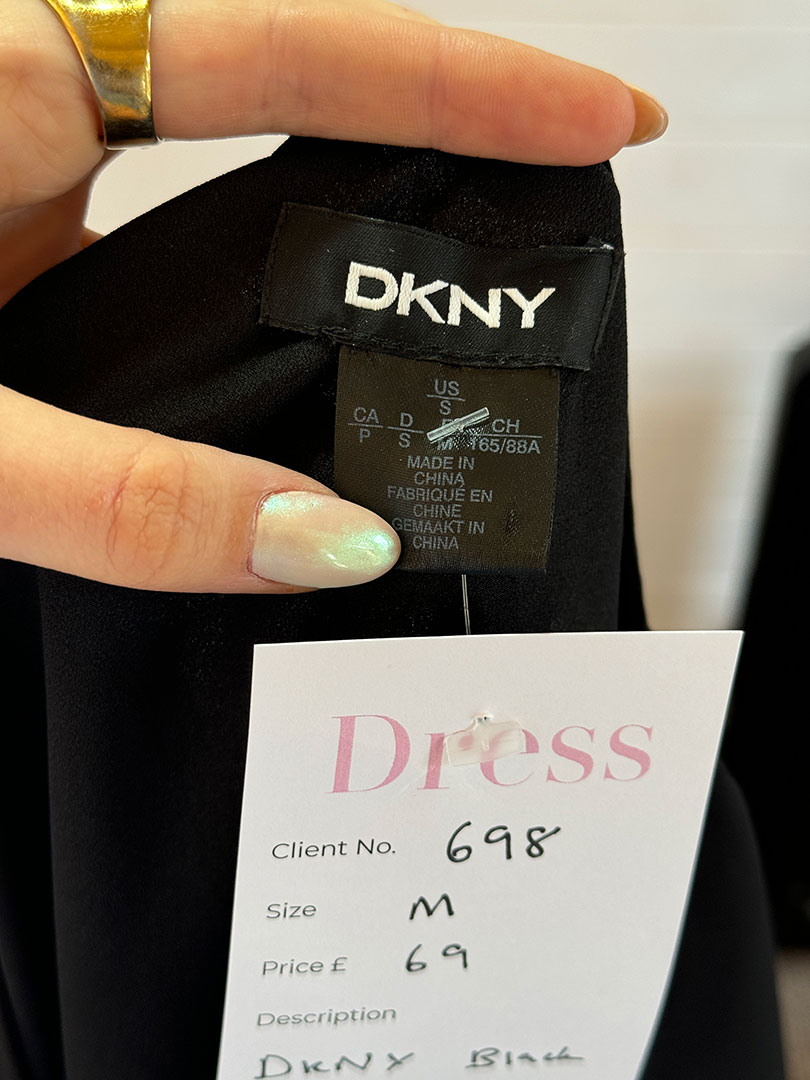 DKNY
US
S
CA D CH
P S M 165/88A
MADE IN
CHINA
FABRIQUE EN
CHINE
GEMAAKT IN
CHINA
Dress
Client No. 698
Size M
Price £ 69
Description
DKNY Black